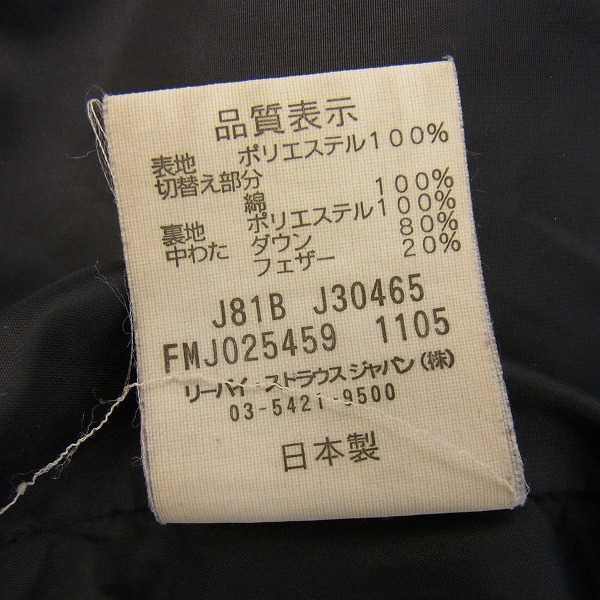 品質表示
表地 ポリエステル100%
切替え部分
綿 100%
裏地 ポリエステル100%
中わた ダウン 80%
フェザー 20%
J81B J30465
FMJ025459 1105
リーバイ ストラウス ジャパン(株)
03-5421-9500
日本製